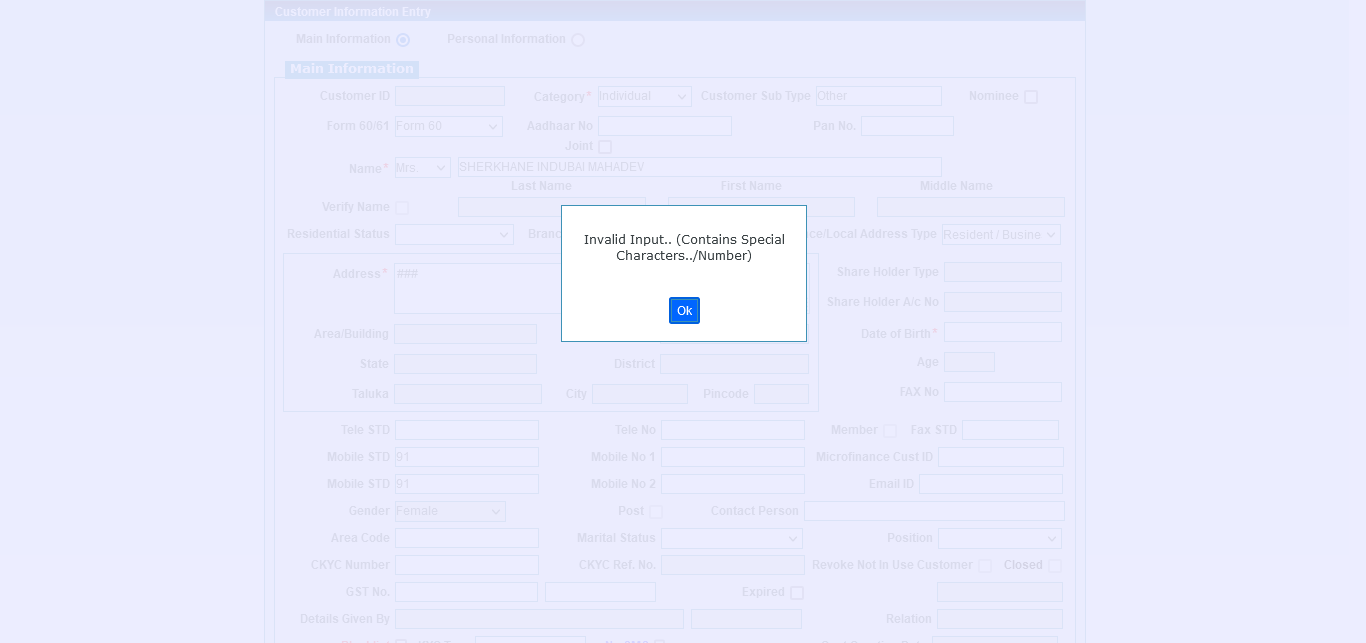 Customer Information Entry
Main Information Personal Information
Main Information
Customer ID Category* Individual Customer Sub Type Other Nominee
Form 60/61 Form 60 Aadhaar No Pan No.
Joint
Name* Mrs. SHERKHANE INDUBAI MAHADEV
Last Name First Name Middle Name
Verify Name
Residential Status Branc ce/Local Address Type Resident / Busine
Invalid Input.. (Contains Special
Characters../Number)
Ok
Address* ### Share Holder Type
Share Holder A/c No
Area/Building Date of Birth*
State District Age
Taluka City Pincode FAX No
Tele STD Tele No Member Fax STD
Mobile STD 91 Mobile No 1 Microfinance Cust ID
Mobile STD 91 Mobile No 2 Email ID
Gender Female Post Contact Person
Area Code Marital Status Position
CKYC Number CKYC Ref. No. Revoke Not In Use Customer Closed
GST No. Expired
Details Given By Relation